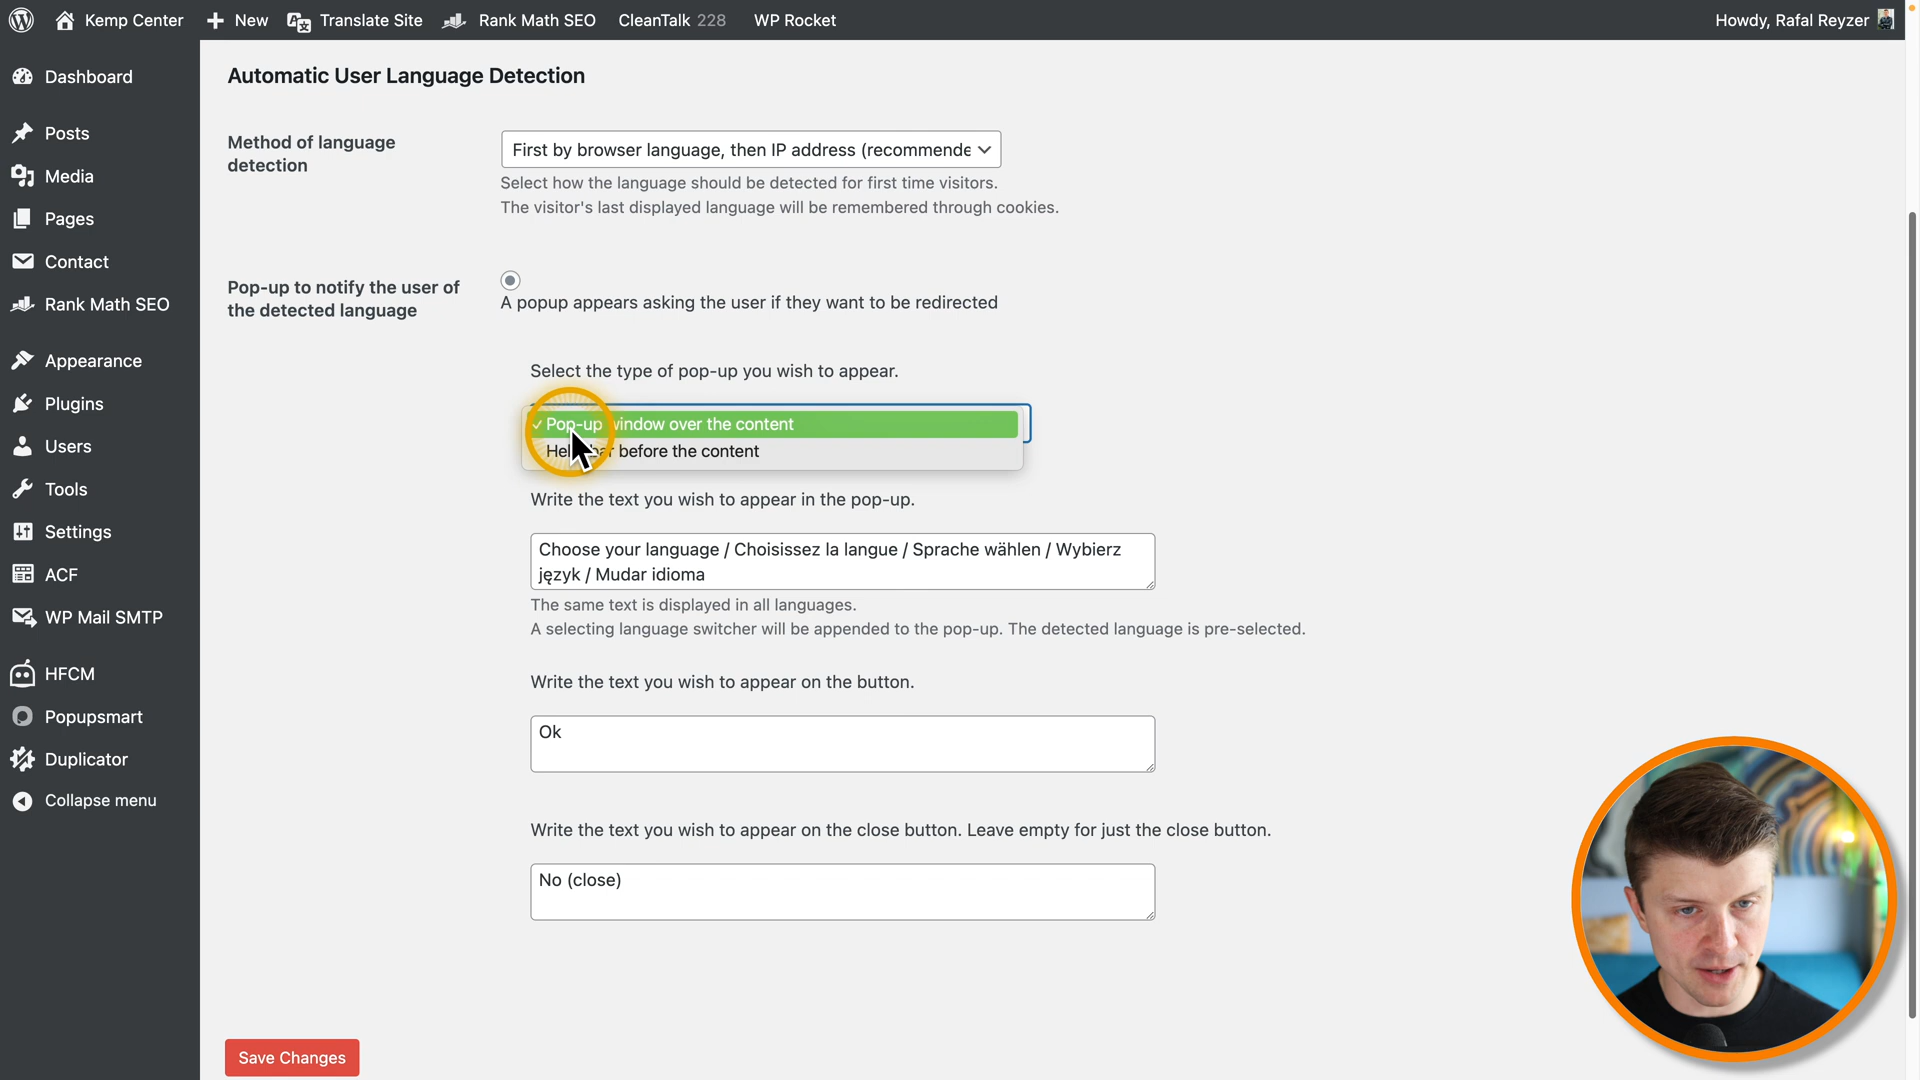 Kemp Center
New
Translate Site
Rank Math SEO
CleanTalk 228
WP Rocket
Howdy, Rafal Reyzer
Dashboard
Posts
Media
Pages
Contact
Rank Math SEO
Appearance
Plugins
Users
Tools
Settings
ACF
WP Mail SMTP
HFCM
Popupsmart
Duplicator
Collapse menu
Automatic User Language Detection
Method of language
detection
First by browser language, then IP address (recommende
Select how the language should be detected for first time visitors.
The visitor's last displayed language will be remembered through cookies.
Pop-up to notify the user of
the detected language
A popup appears asking the user if they want to be redirected
Select the type of pop-up you wish to appear.
Pop-up window over the content
before the content
Write the text you wish to appear in the pop-up.
Choose your language / Choisissez la langue / Sprache wählen / Wybierz
język / Mudar idioma
The same text is displayed in all languages.
A selecting language switcher will be appended to the pop-up. The detected language is pre-selected.
Write the text you wish to appear on the button.
Ok
Write the text you wish to appear on the close button. Leave empty for just the close button.
No (close)
Save Changes